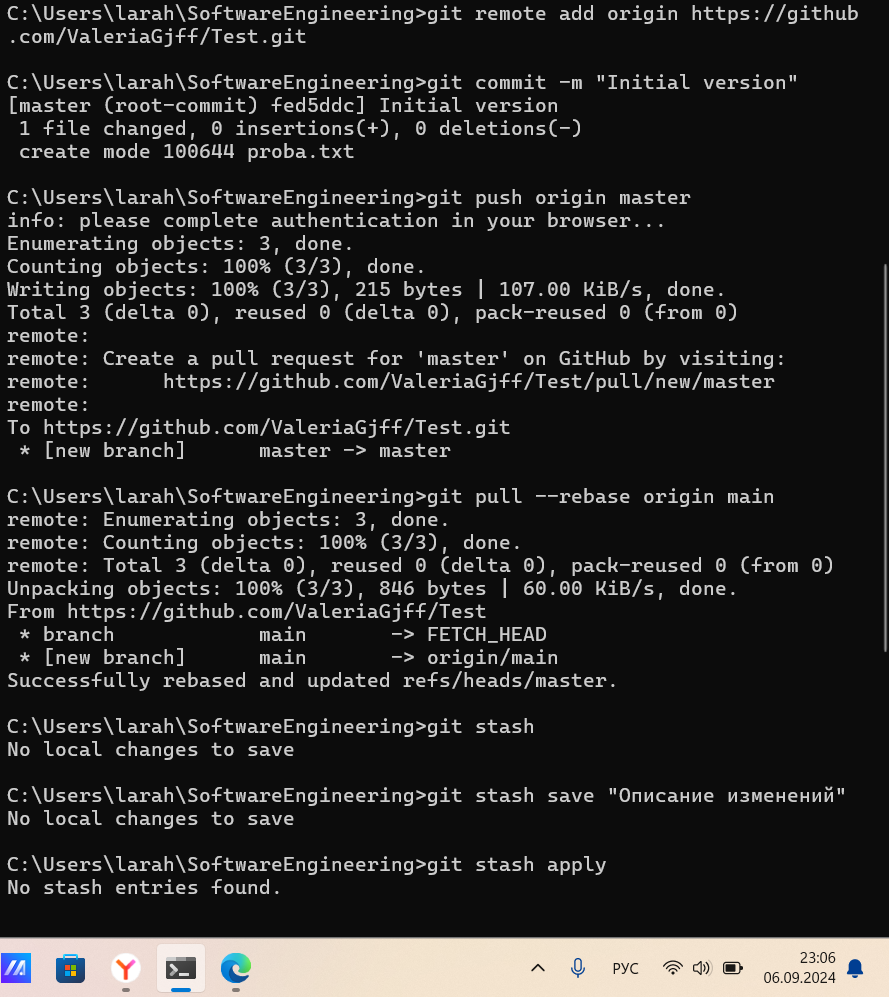 C:\Users\larah\SoftwareEngineering>git remote add origin https://github
.com/ValeriaGjff/Test.git
C:\Users\larah\SoftwareEngineering>git commit -m "Initial version"
[master (root-commit) fed5ddc] Initial version
 1 file changed, 0 insertions(+), 0 deletions(-)
 create mode 100644 proba.txt
C:\Users\larah\SoftwareEngineering>git push origin master
info: please complete authentication in your browser...
Enumerating objects: 3, done.
Counting objects: 100% (3/3), done.
Writing objects: 100% (3/3), 215 bytes | 107.00 KiB/s, done.
Total 3 (delta 0), reused 0 (delta 0), pack-reused 0 (from 0)
remote:
remote: Create a pull request for 'master' on GitHub by visiting:
remote:      https://github.com/ValeriaGjff/Test/pull/new/master
remote:
To https://github.com/ValeriaGjff/Test.git
 * [new branch]      master -> master
C:\Users\larah\SoftwareEngineering>git pull --rebase origin main
remote: Enumerating objects: 3, done.
remote: Counting objects: 100% (3/3), done.
remote: Total 3 (delta 0), reused 0 (delta 0), pack-reused 0 (from 0)
Unpacking objects: 100% (3/3), 846 bytes | 60.00 KiB/s, done.
From https://github.com/ValeriaGjff/Test
 * branch            main       -> FETCH_HEAD
 * [new branch]      main       -> origin/main
Successfully rebased and updated refs/heads/master.
C:\Users\larah\SoftwareEngineering>git stash
No local changes to save
C:\Users\larah\SoftwareEngineering>git stash save "Описание изменений"
No local changes to save
C:\Users\larah\SoftwareEngineering>git stash apply
No stash entries found.
РУС
23:06
06.09.2024